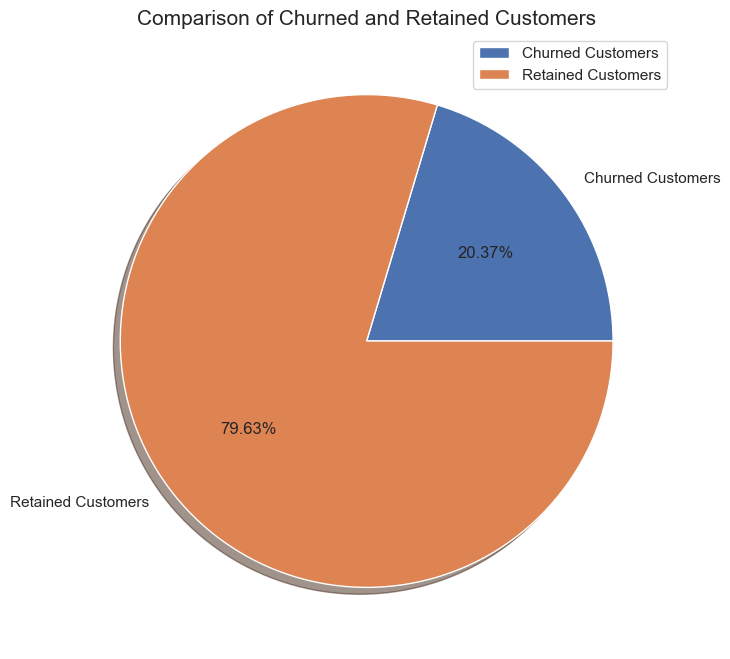 Comparison of Churned and Retained Customers
Churned Customers
Retained Customers
Churned Customers
20.37%
79.63%
Retained Customers